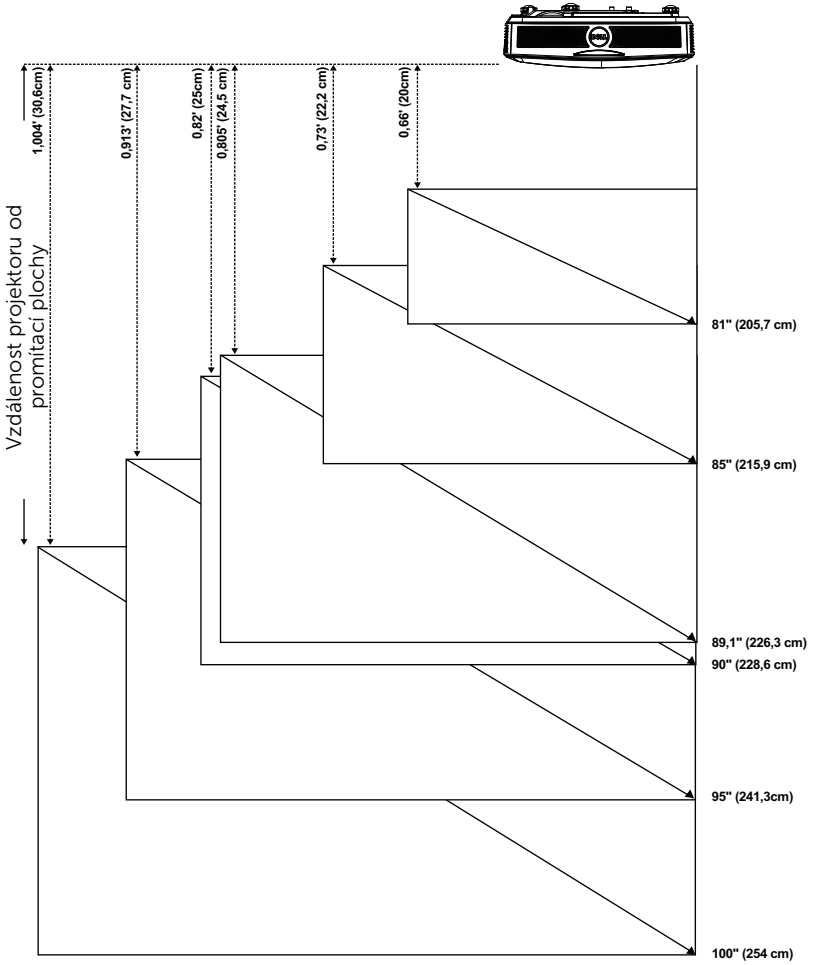 DELL
1,004' (30,6cm)
0,913' (27,7 cm)
0,82' (25cm)
0,805' (24,5 cm)
0,73' (22,2 cm)
0,66' (20cm)
Vzdálenost projektoru od
promítací plochy
81" (205,7 cm)
85" (215,9 cm)
89,1" (226,3 cm)
90" (228,6 cm)
95" (241,3cm)
100" (254 cm)